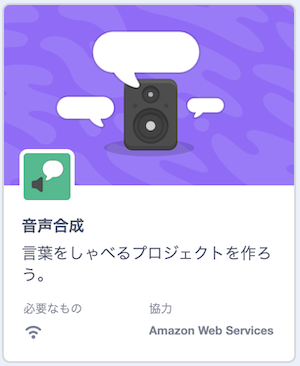 音声合成
言葉をしゃべるプロジェクトを作ろ
う。
必要なもの
協力
Amazon Web Services